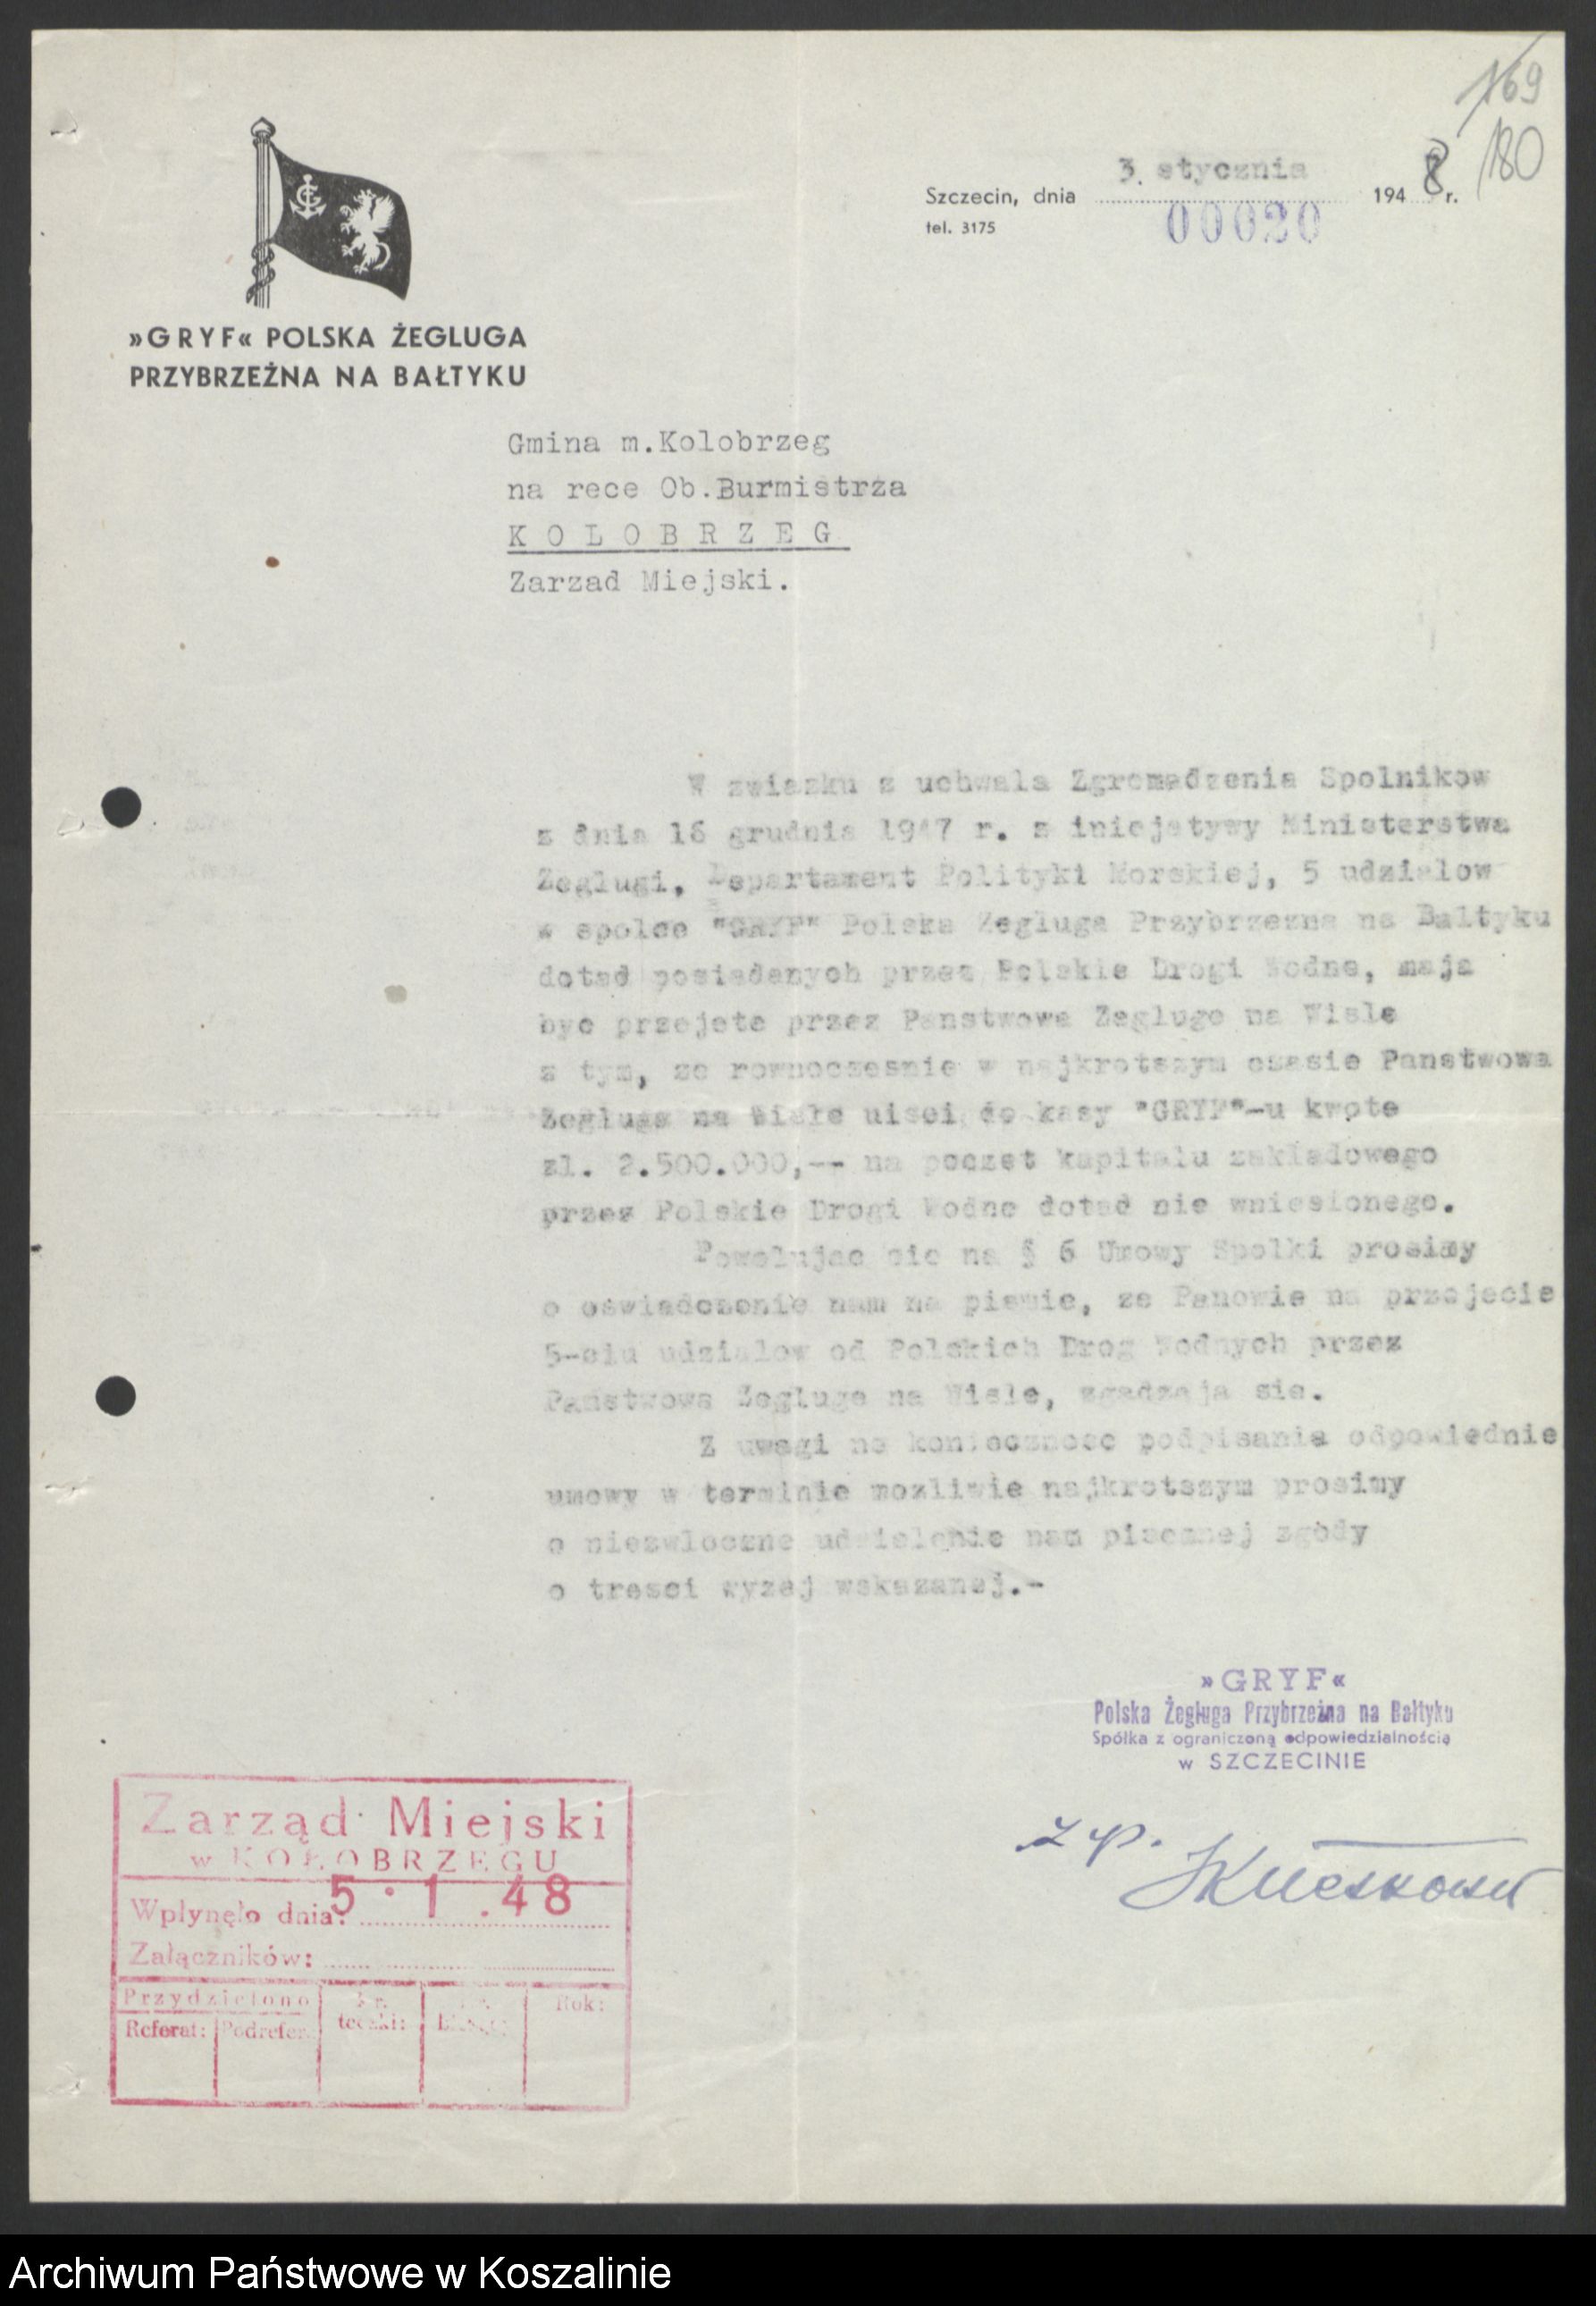 169
180
3. stycznia
Szczecin, dnia 194 8 r.
tel. 3175
00020
»GRYF« POLSKA ŻEGLUGA
PRZYBRZEŻNA NA BAŁTYKU
Gmina m.Kolobrzeg
na rece Ob.Burmistrza
K O L O B R Z E G
Zarzad Miejski.
W zwiazku z uchwala Zgromadzenia Spolnikow
z dnia 16 grudnia 1947 r. z inicjatywy Ministerstwa
Zeglugi, Departament Polityki Morskiej, 5 udzialow
w spolce "GRYF" Polska Zegluga Przybrzezna na Baltyku
dotad posiadanych przez Polskie Drogi Wodne, maja
byc przejete przez Panstwowa Zegluge na Wisle
z tym, ze rownoczesnie w najkrotszym czasie Panstwowa
Zegluga na Wisle uisci do kasy "GRYF"-u kwote
zl. 2.500.000,-- na poczet kapitalu zakladowego
przez Polskie Drogi Wodne dotad nie wniesionego.
Powolujac sie na § 6 Umowy Spolki prosimy
o oswiadczenie nam na pismie, ze Panowie na przejecie
5-ciu udzialow od Polskich Drog Wodnych przez
Panstwowa Zegluge na Wisle, zgadzaja sie.
Z uwagi na koniecznosc podpisania odpowiednie
umowy w terminie mozliwie najkrotszym prosimy
o niezwloczne udzielenie nam pisemnej zgody
o tresci wyzej wskazanej.-
»GRYF«
Polska Żegluga Przybrzeżna na Bałtyku
Spółka z ograniczoną odpowiedzialnością
w SZCZECINIE
z p.
Zarząd Miejski
w KOŁOBRZEGU
Wpłynęło dnia: 5. 1. 48
Załączników:
Przydzielono
Referat: Podrefer. teczki: Rok:
Archiwum Państwowe w Koszalinie